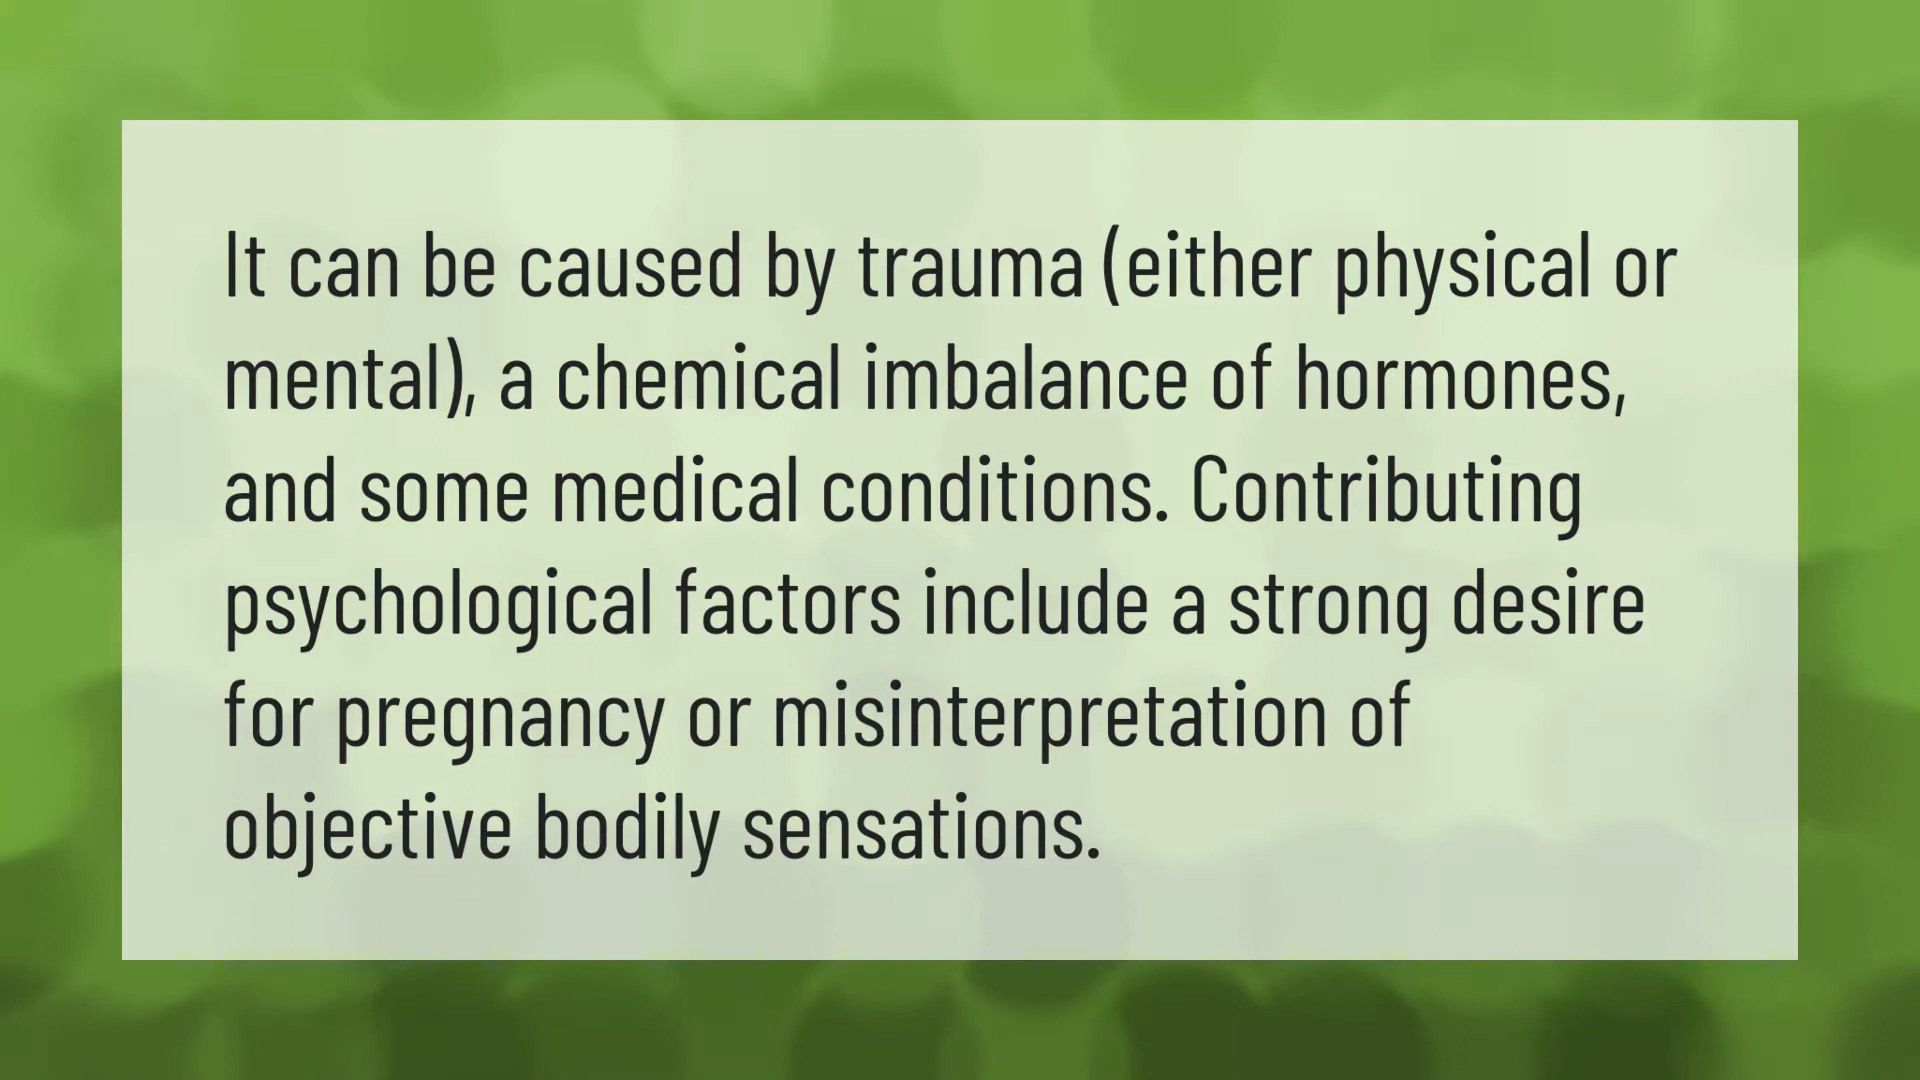 It can be caused by trauma (either physical or
mental), a chemical imbalance of hormones,
and some medical conditions. Contributing
psychological factors include a strong desire
for pregnancy or misinterpretation of
objective bodily sensations.